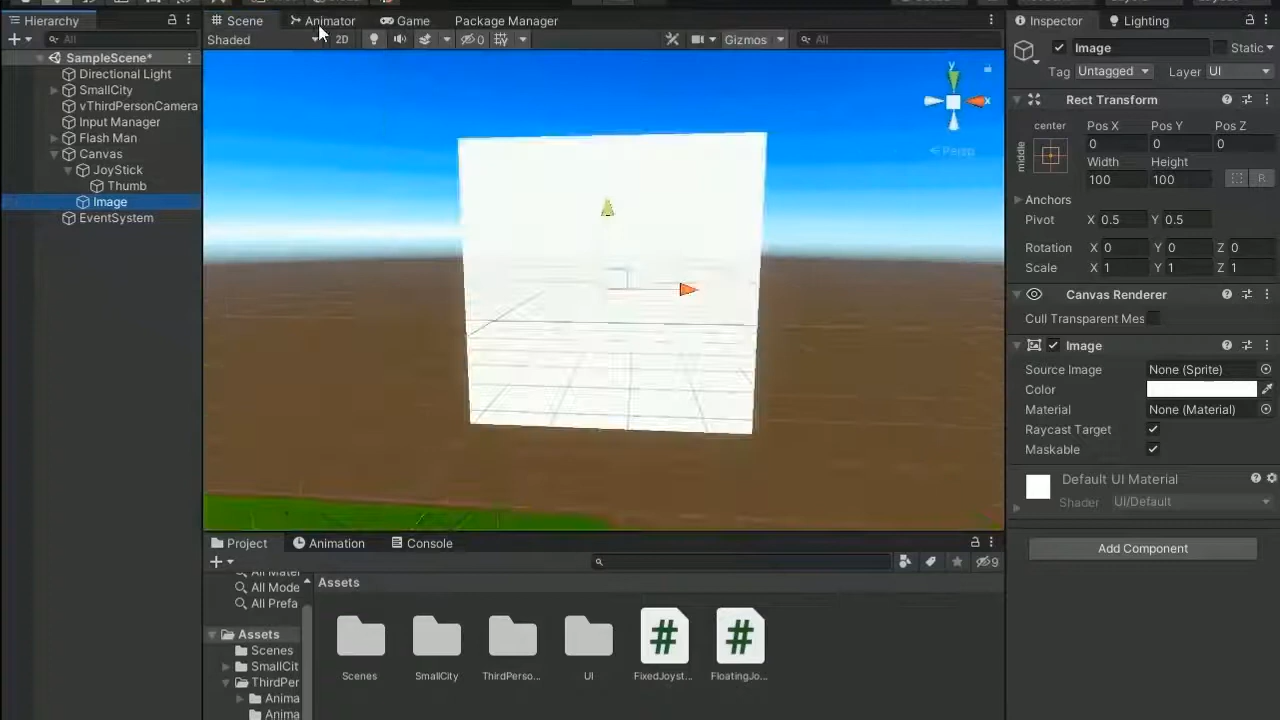 Hierarchy
All
SampleScene*
Directional Light
SmallCity
vThirdPersonCamera
Input Manager
Flash Man
Canvas
JoyStick
Thumb
Image
EventSystem
Scene
Animator
Game
Package Manager
Shaded
2D
0
Gizmos
All
y
x
Persp
Inspector
Lighting
Image
Static
Tag
Untagged
Layer
UI
Rect Transform
center
middle
Pos X
Pos Y
Pos Z
0
0
0
Width
Height
100
100
R
Anchors
Pivot
X 0.5
Y 0.5
Rotation
X 0
Y 0
Z 0
Scale
X 1
Y 1
Z 1
Canvas Renderer
Cull Transparent Mes
Image
Source Image
None (Sprite)
Color
Material
None (Material)
Raycast Target
Maskable
Default UI Material
Shader
UI/Default
Add Component
Project
Animation
Console
9
All Mater
All Mode
All Prefa
Assets
Scenes
SmallCit
ThirdPer
Anima
Anima
Assets
Scenes
SmallCity
ThirdPerso...
UI
FixedJoyst...
FloatingJo...